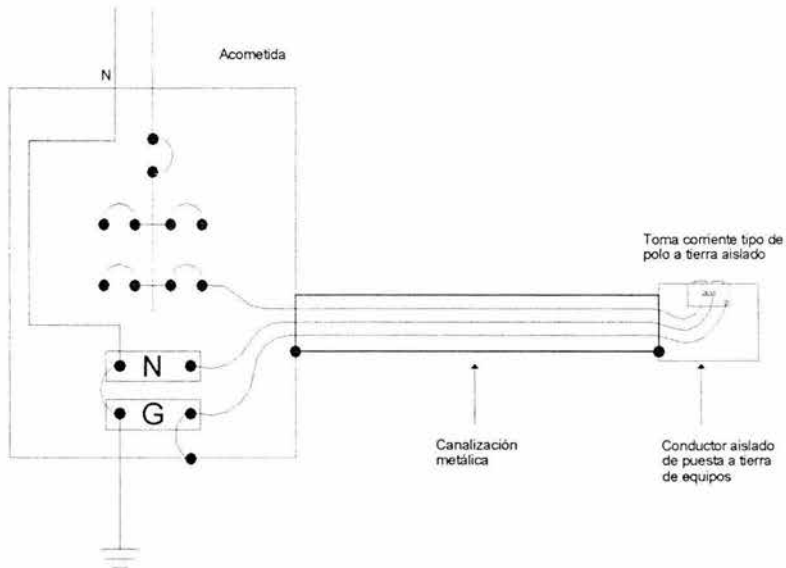 Acometida
N
Toma corriente tipo de
polo a tierra aislado
N
G
Canalización
metálica
Conductor aislado
de puesta a tierra
de equipos